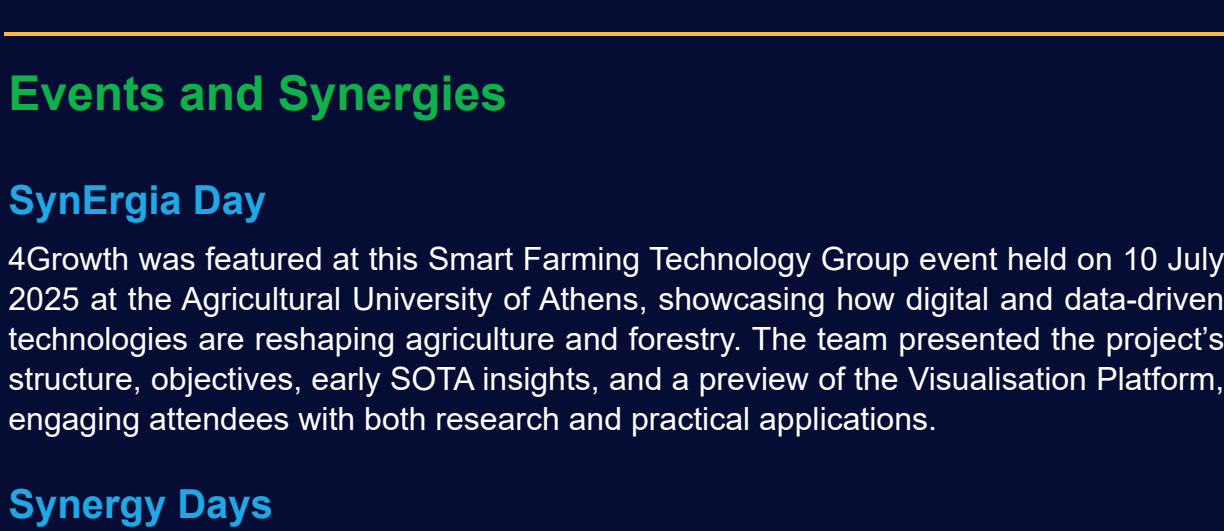 Events and Synergies
SynErgia Day
4Growth was featured at this Smart Farming Technology Group event held on 10 July
2025 at the Agricultural University of Athens, showcasing how digital and data-driven
technologies are reshaping agriculture and forestry. The team presented the project’s
structure, objectives, early SOTA insights, and a preview of the Visualisation Platform,
engaging attendees with both research and practical applications.
Synergy Days